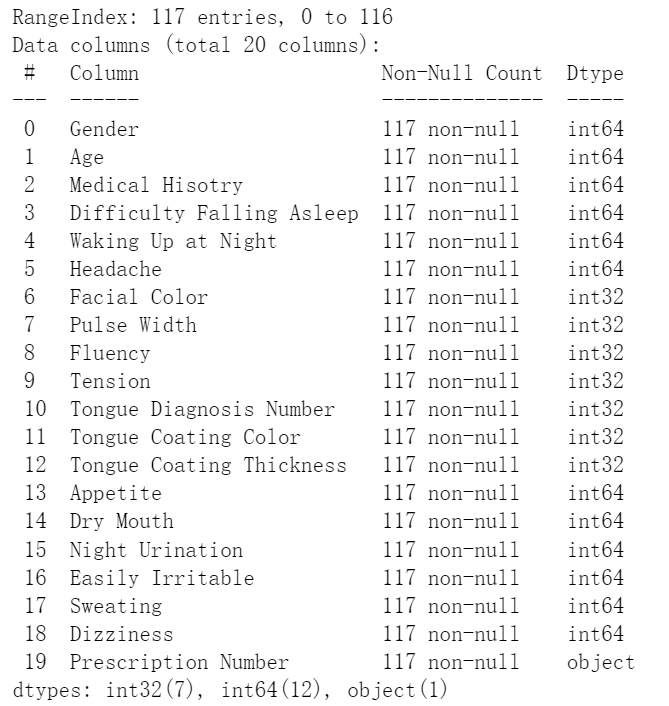 RangeIndex: 117 entries, 0 to 116
Data columns (total 20 columns):
 #   Column                       Non-Null Count  Dtype
---  ------                       --------------  -----
 0   Gender                       117 non-null    int64
 1   Age                          117 non-null    int64
 2   Medical Hisotry              117 non-null    int64
 3   Difficulty Falling Asleep    117 non-null    int64
 4   Waking Up at Night           117 non-null    int64
 5   Headache                     117 non-null    int64
 6   Facial Color                 117 non-null    int32
 7   Pulse Width                  117 non-null    int32
 8   Fluency                      117 non-null    int32
 9   Tension                      117 non-null    int32
 10  Tongue Diagnosis Number      117 non-null    int32
 11  Tongue Coating Color         117 non-null    int32
 12  Tongue Coating Thickness     117 non-null    int32
 13  Appetite                     117 non-null    int64
 14  Dry Mouth                    117 non-null    int64
 15  Night Urination              117 non-null    int64
 16  Easily Irritable             117 non-null    int64
 17  Sweating                     117 non-null    int64
 18  Dizziness                    117 non-null    int64
 19  Prescription Number          117 non-null    object
dtypes: int32(7), int64(12), object(1)